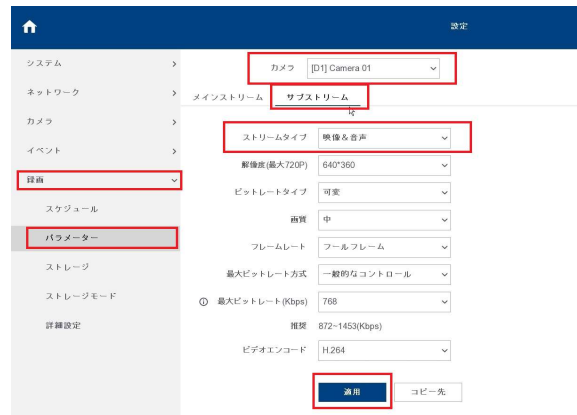 設定
システム
ネットワーク
カメラ
イベント
録画
スケジュール
パラメーター
ストレージ
ストレージモード
詳細設定
カメラ [D1] Camera 01
メインストリーム サブストリーム
ストリームタイプ 映像&音声
解像度(最大720P) 640*360
ビットレートタイプ 可変
画質 中
フレームレート フールフレーム
最大ビットレート方式 一般的なコントロール
最大ビットレート(Kbps) 768
推奨 872~1453(Kbps)
ビデオエンコード H.264
適用 コピー先